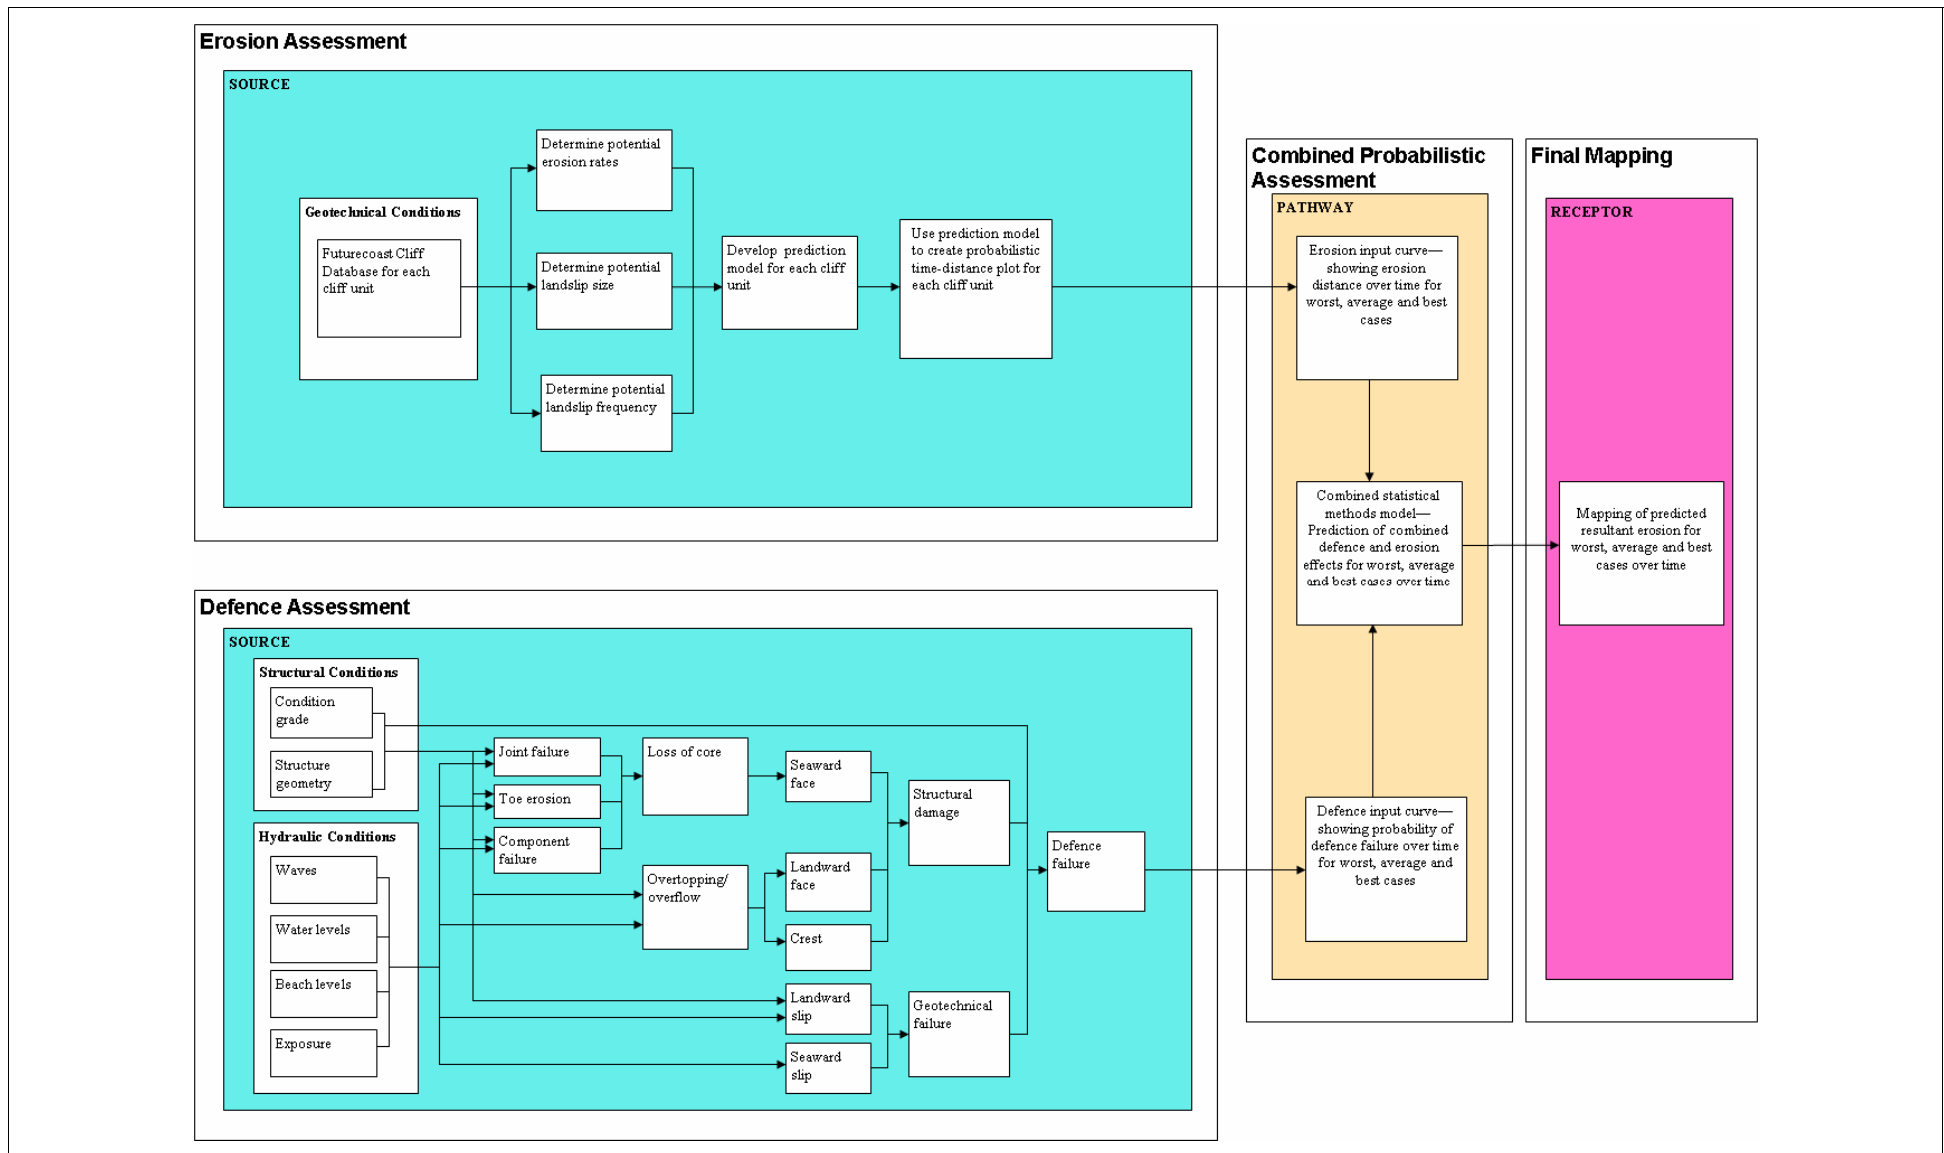 Erosion Assessment
SOURCE
Geotechnical Conditions
Futurecoast Cliff
Database for each
cliff unit
Determine potential
erosion rates
Determine potential
landslip size
Determine potential
landslip frequency
Develop prediction
model for each cliff
unit
Use prediction model
to create probabilistic
time-distance plot for
each cliff unit
Defence Assessment
SOURCE
Structural Conditions
Condition
grade
Structure
geometry
Hydraulic Conditions
Waves
Water levels
Beach levels
Exposure
Joint failure
Toe erosion
Component
failure
Loss of core
Overtopping/
overflow
Seaward
face
Landward
face
Crest
Landward
slip
Seaward
slip
Structural
damage
Geotechnical
failure
Defence
failure
Combined Probabilistic
Assessment
PATHWAY
Erosion input curve—
showing erosion
distance over time for
worst, average and best
cases
Combined statistical
methods model—
Prediction of combined
defence and erosion
effects for worst, average
and best cases over time
Defence input curve—
showing probability of
defence failure over time
for worst, average and
best cases
Final Mapping
RECEPTOR
Mapping of predicted
resultant erosion for
worst, average and best
cases over time